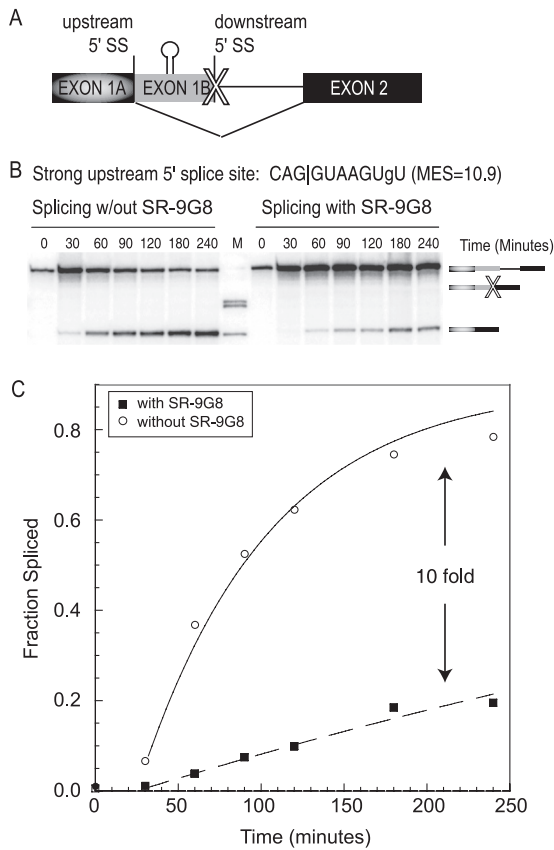 A
upstream
5' SS
downstream
5' SS
EXON 1A
EXON 1B
EXON 2
B
Strong upstream 5' splice site: CAG|GUAAGUgU (MES=10.9)
Splicing w/out SR-9G8
Splicing with SR-9G8
0 30 60 90 120 180 240 M 0 30 60 90 120 180 240
Time (Minutes)
C
with SR-9G8
without SR-9G8
0.8
0.6
0.4
0.2
0.0
10 fold
Fraction Spliced
0 50 100 150 200 250
Time (minutes)